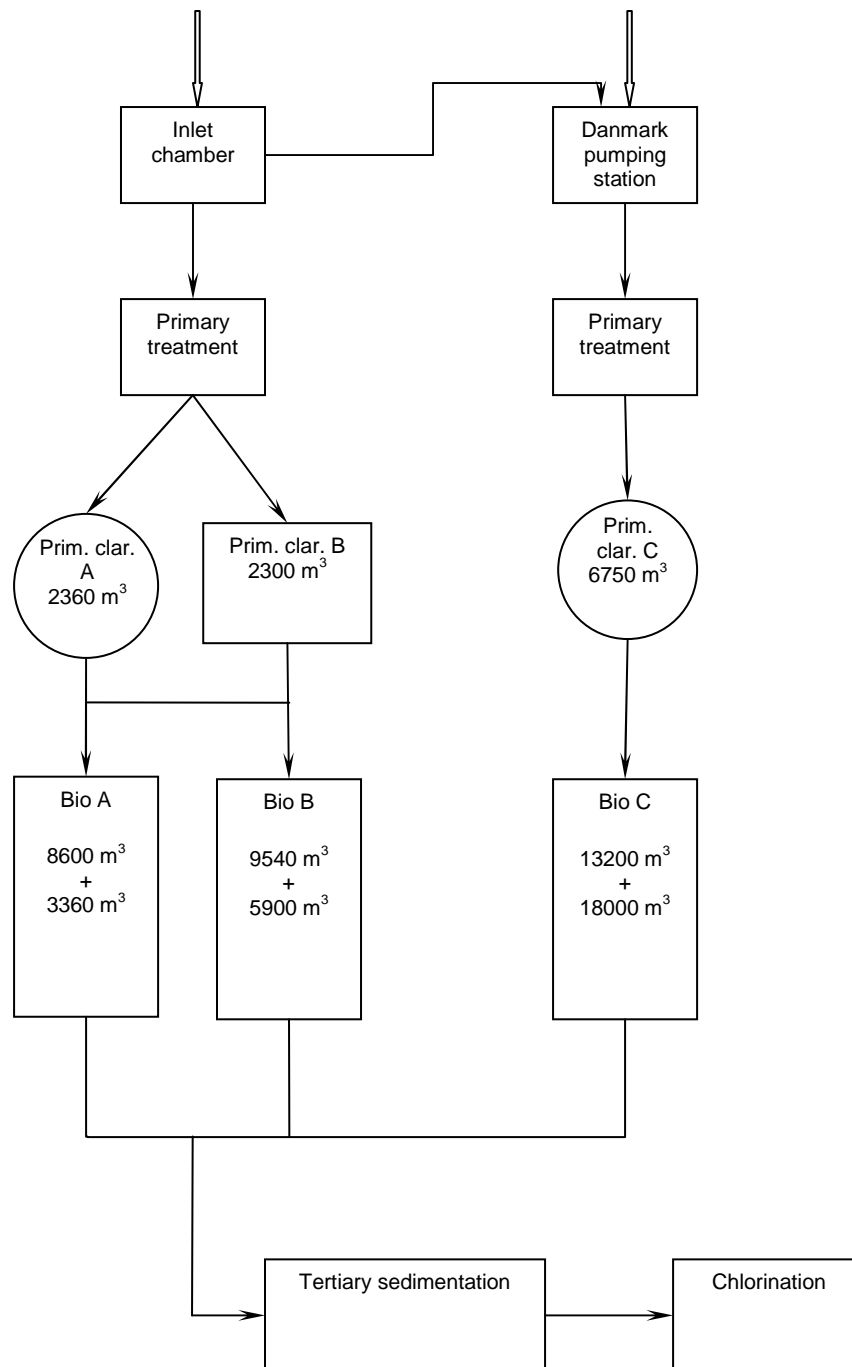 Inlet
chamber
Danmark
pumping
station
Primary
treatment
Primary
treatment
Prim. clar.
A
2360 m³
Prim. clar. B
2300 m³
Prim.
clar. C
6750 m³
Bio A
8600 m³
+
3360 m³
Bio B
9540 m³
+
5900 m³
Bio C
13200 m³
+
18000 m³
Tertiary sedimentation
Chlorination